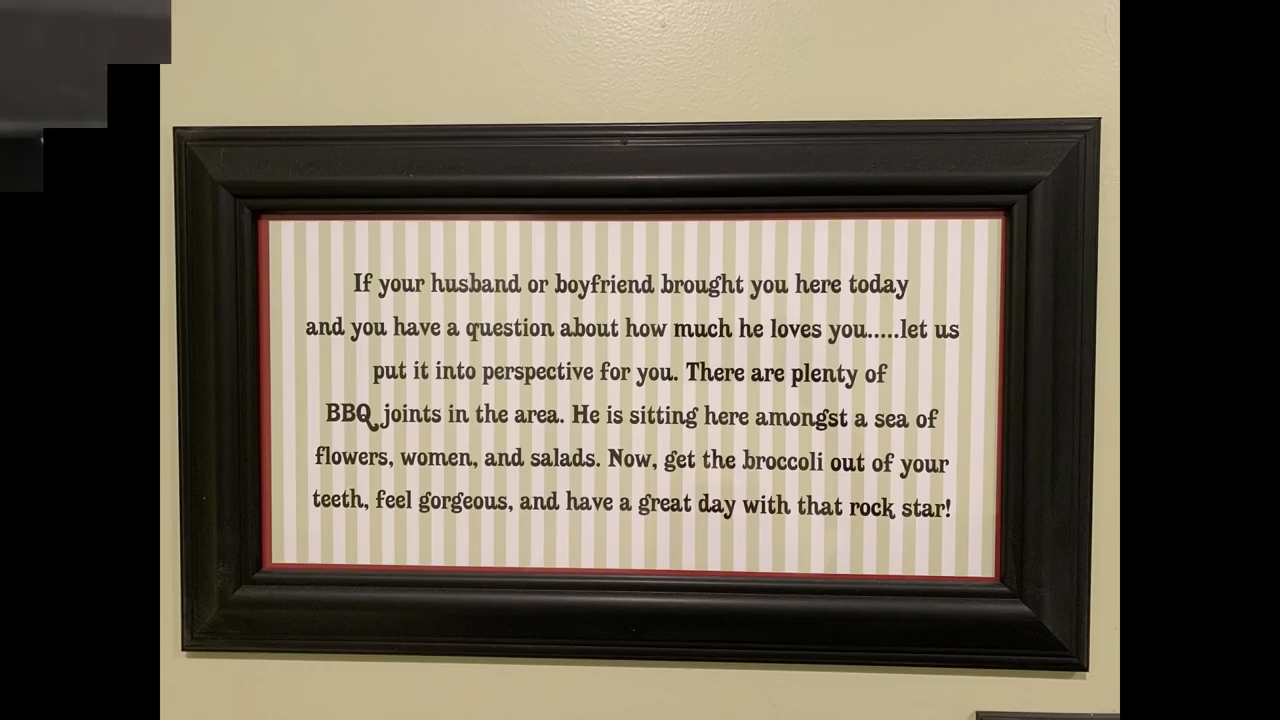 If your husband or boyfriend brought you here today
and you have a question about how much he loves you.....let us
put it into perspective for you. There are plenty of
BBQ joints in the area. He is sitting here amongst a sea of
flowers, women, and salads. Now, get the broccoli out of your
teeth, feel gorgeous, and have a great day with that rock star!